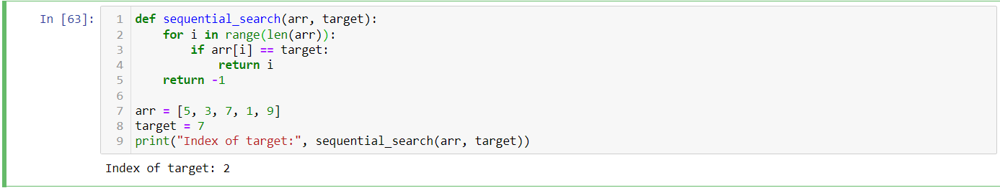 In [63]:
1 def sequential_search(arr, target):
2     for i in range(len(arr)):
3         if arr[i] == target:
4             return i
5     return -1
6
7 arr = [5, 3, 7, 1, 9]
8 target = 7
9 print("Index of target:", sequential_search(arr, target))
Index of target: 2